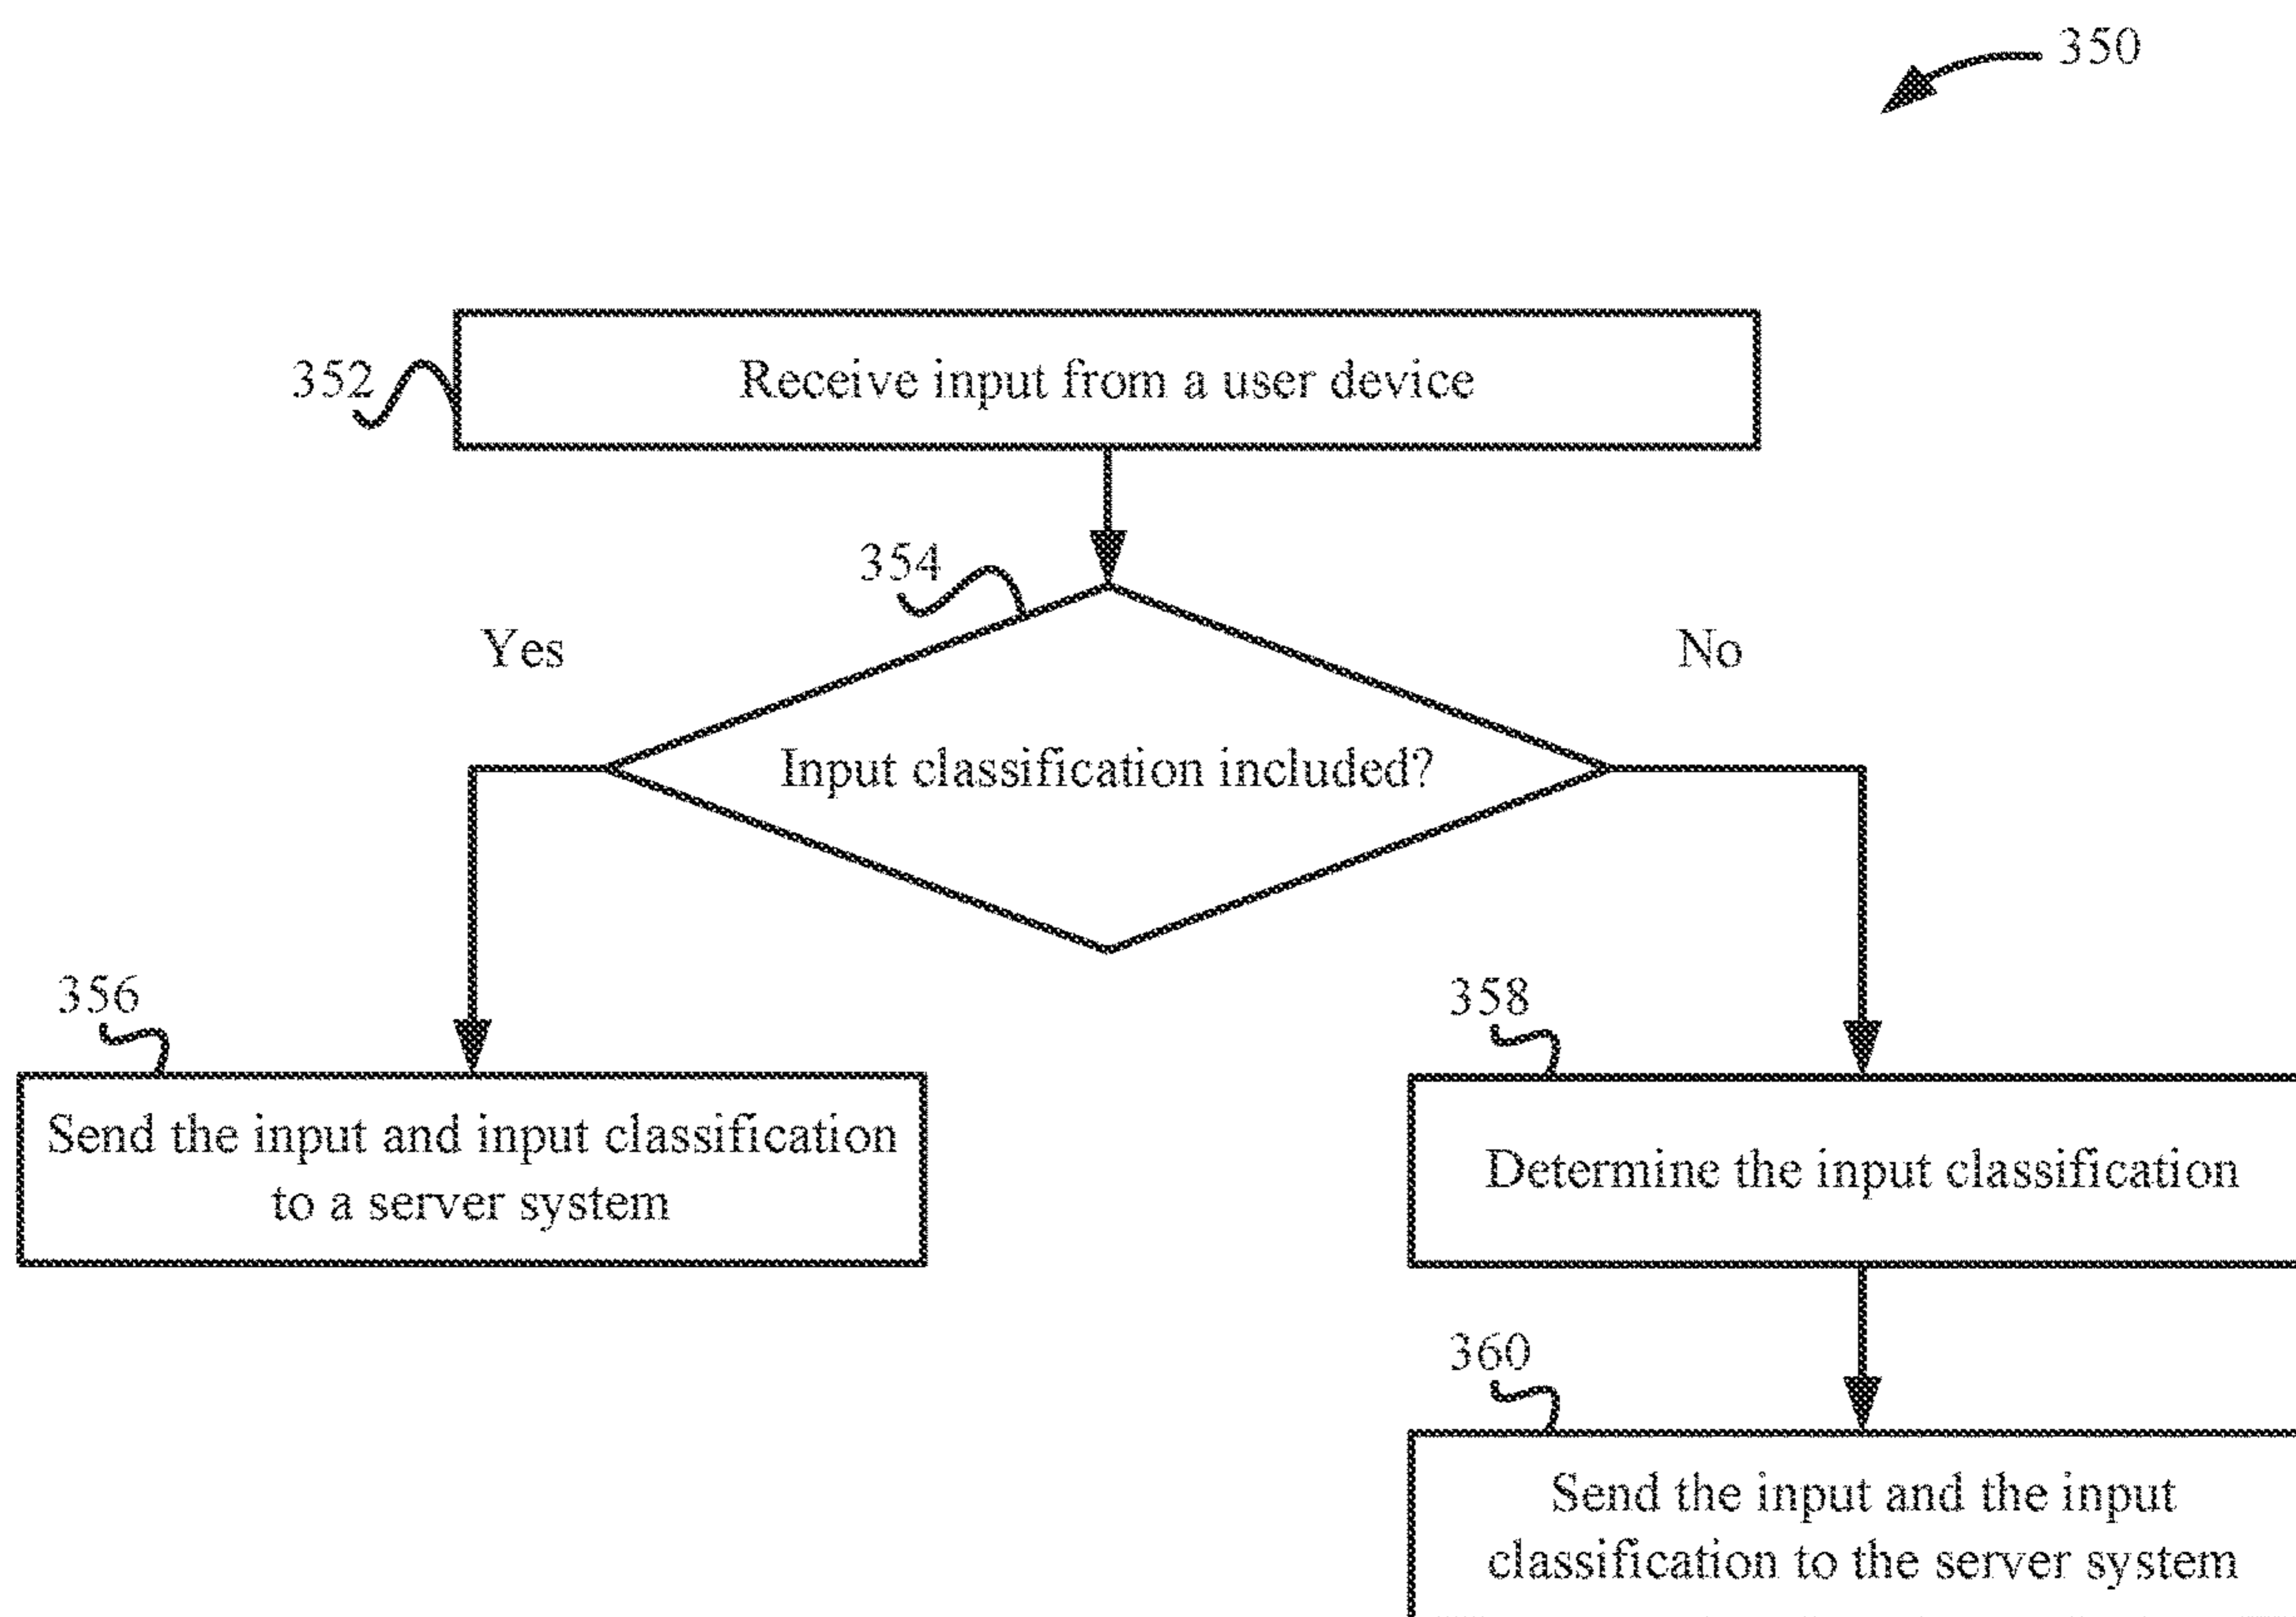 350
352
Receive input from a user device
354
Yes
No
Input classification included?
356
358
Send the input and input classification
to a server system
Determine the input classification
360
Send the input and the input
classification to the server system